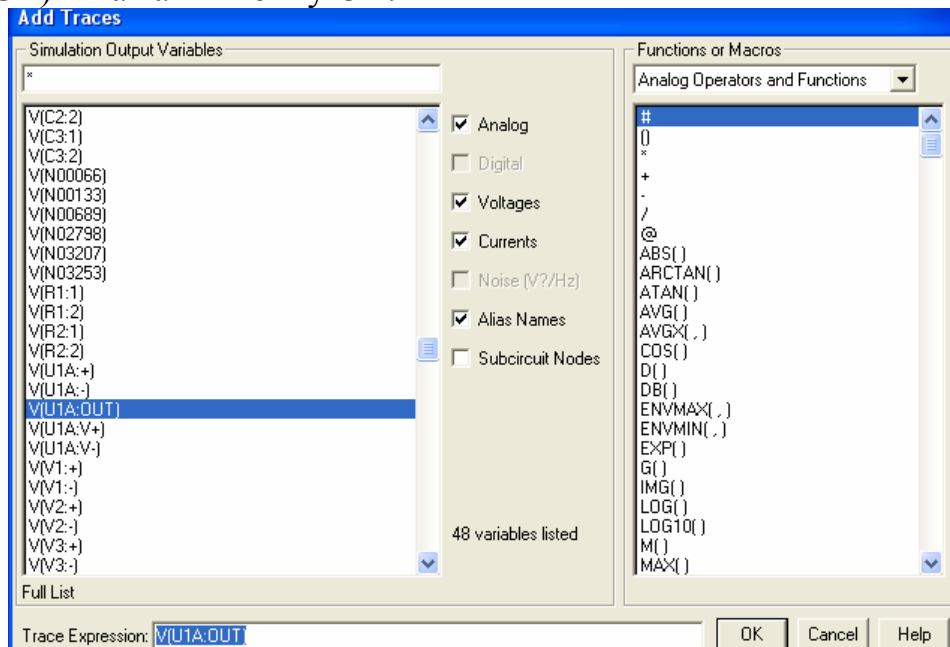 Add Traces
Simulation Output Variables
*
V(C2:2)
V(C3:1)
V(C3:2)
V(N00066)
V(N00133)
V(N00689)
V(N02798)
V(N03207)
V(N03253)
V(R1:1)
V(R1:2)
V(R2:1)
V(R2:2)
V(U1A:+)
V(U1A:-)
V(U1A:OUT)
V(U1A:V+)
V(U1A:V-)
V(V1:+)
V(V1:-)
V(V2:+)
V(V2:-)
V(V3:+)
V(V3:-)
Full List
Analog
Digital
Voltages
Currents
Noise (V?/Hz)
Alias Names
Subcircuit Nodes
48 variables listed
Functions or Macros
Analog Operators and Functions
#
()
*
+
-
/
@
ABS( )
ARCTAN( )
ATAN( )
AVG( )
AVGX( , )
COS( )
D( )
DB( )
ENVMAX( , )
ENVMIN( , )
EXP( )
G( )
IMG( )
LOG( )
LOG10( )
M( )
MAX( )
Trace Expression: V(U1A:OUT)
OK Cancel Help